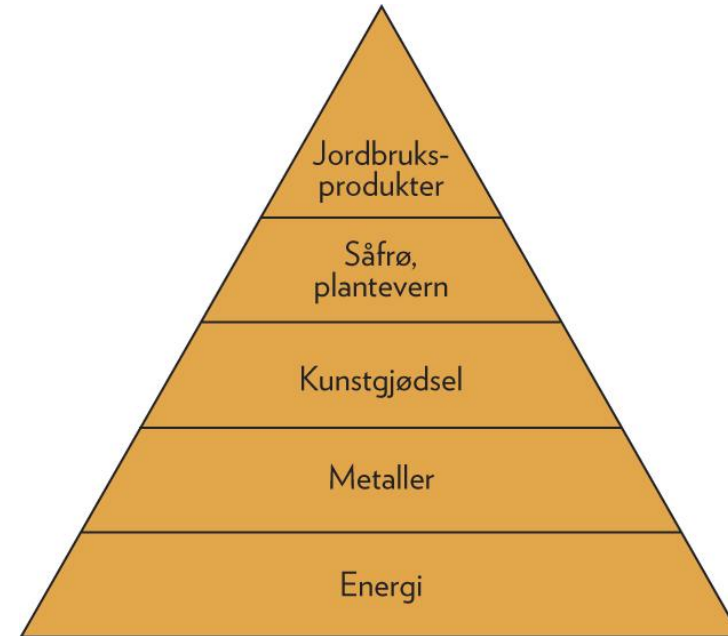 Jordbruks-
produkter
Såfrø,
plantevern
Kunstgjødsel
Metaller
Energi